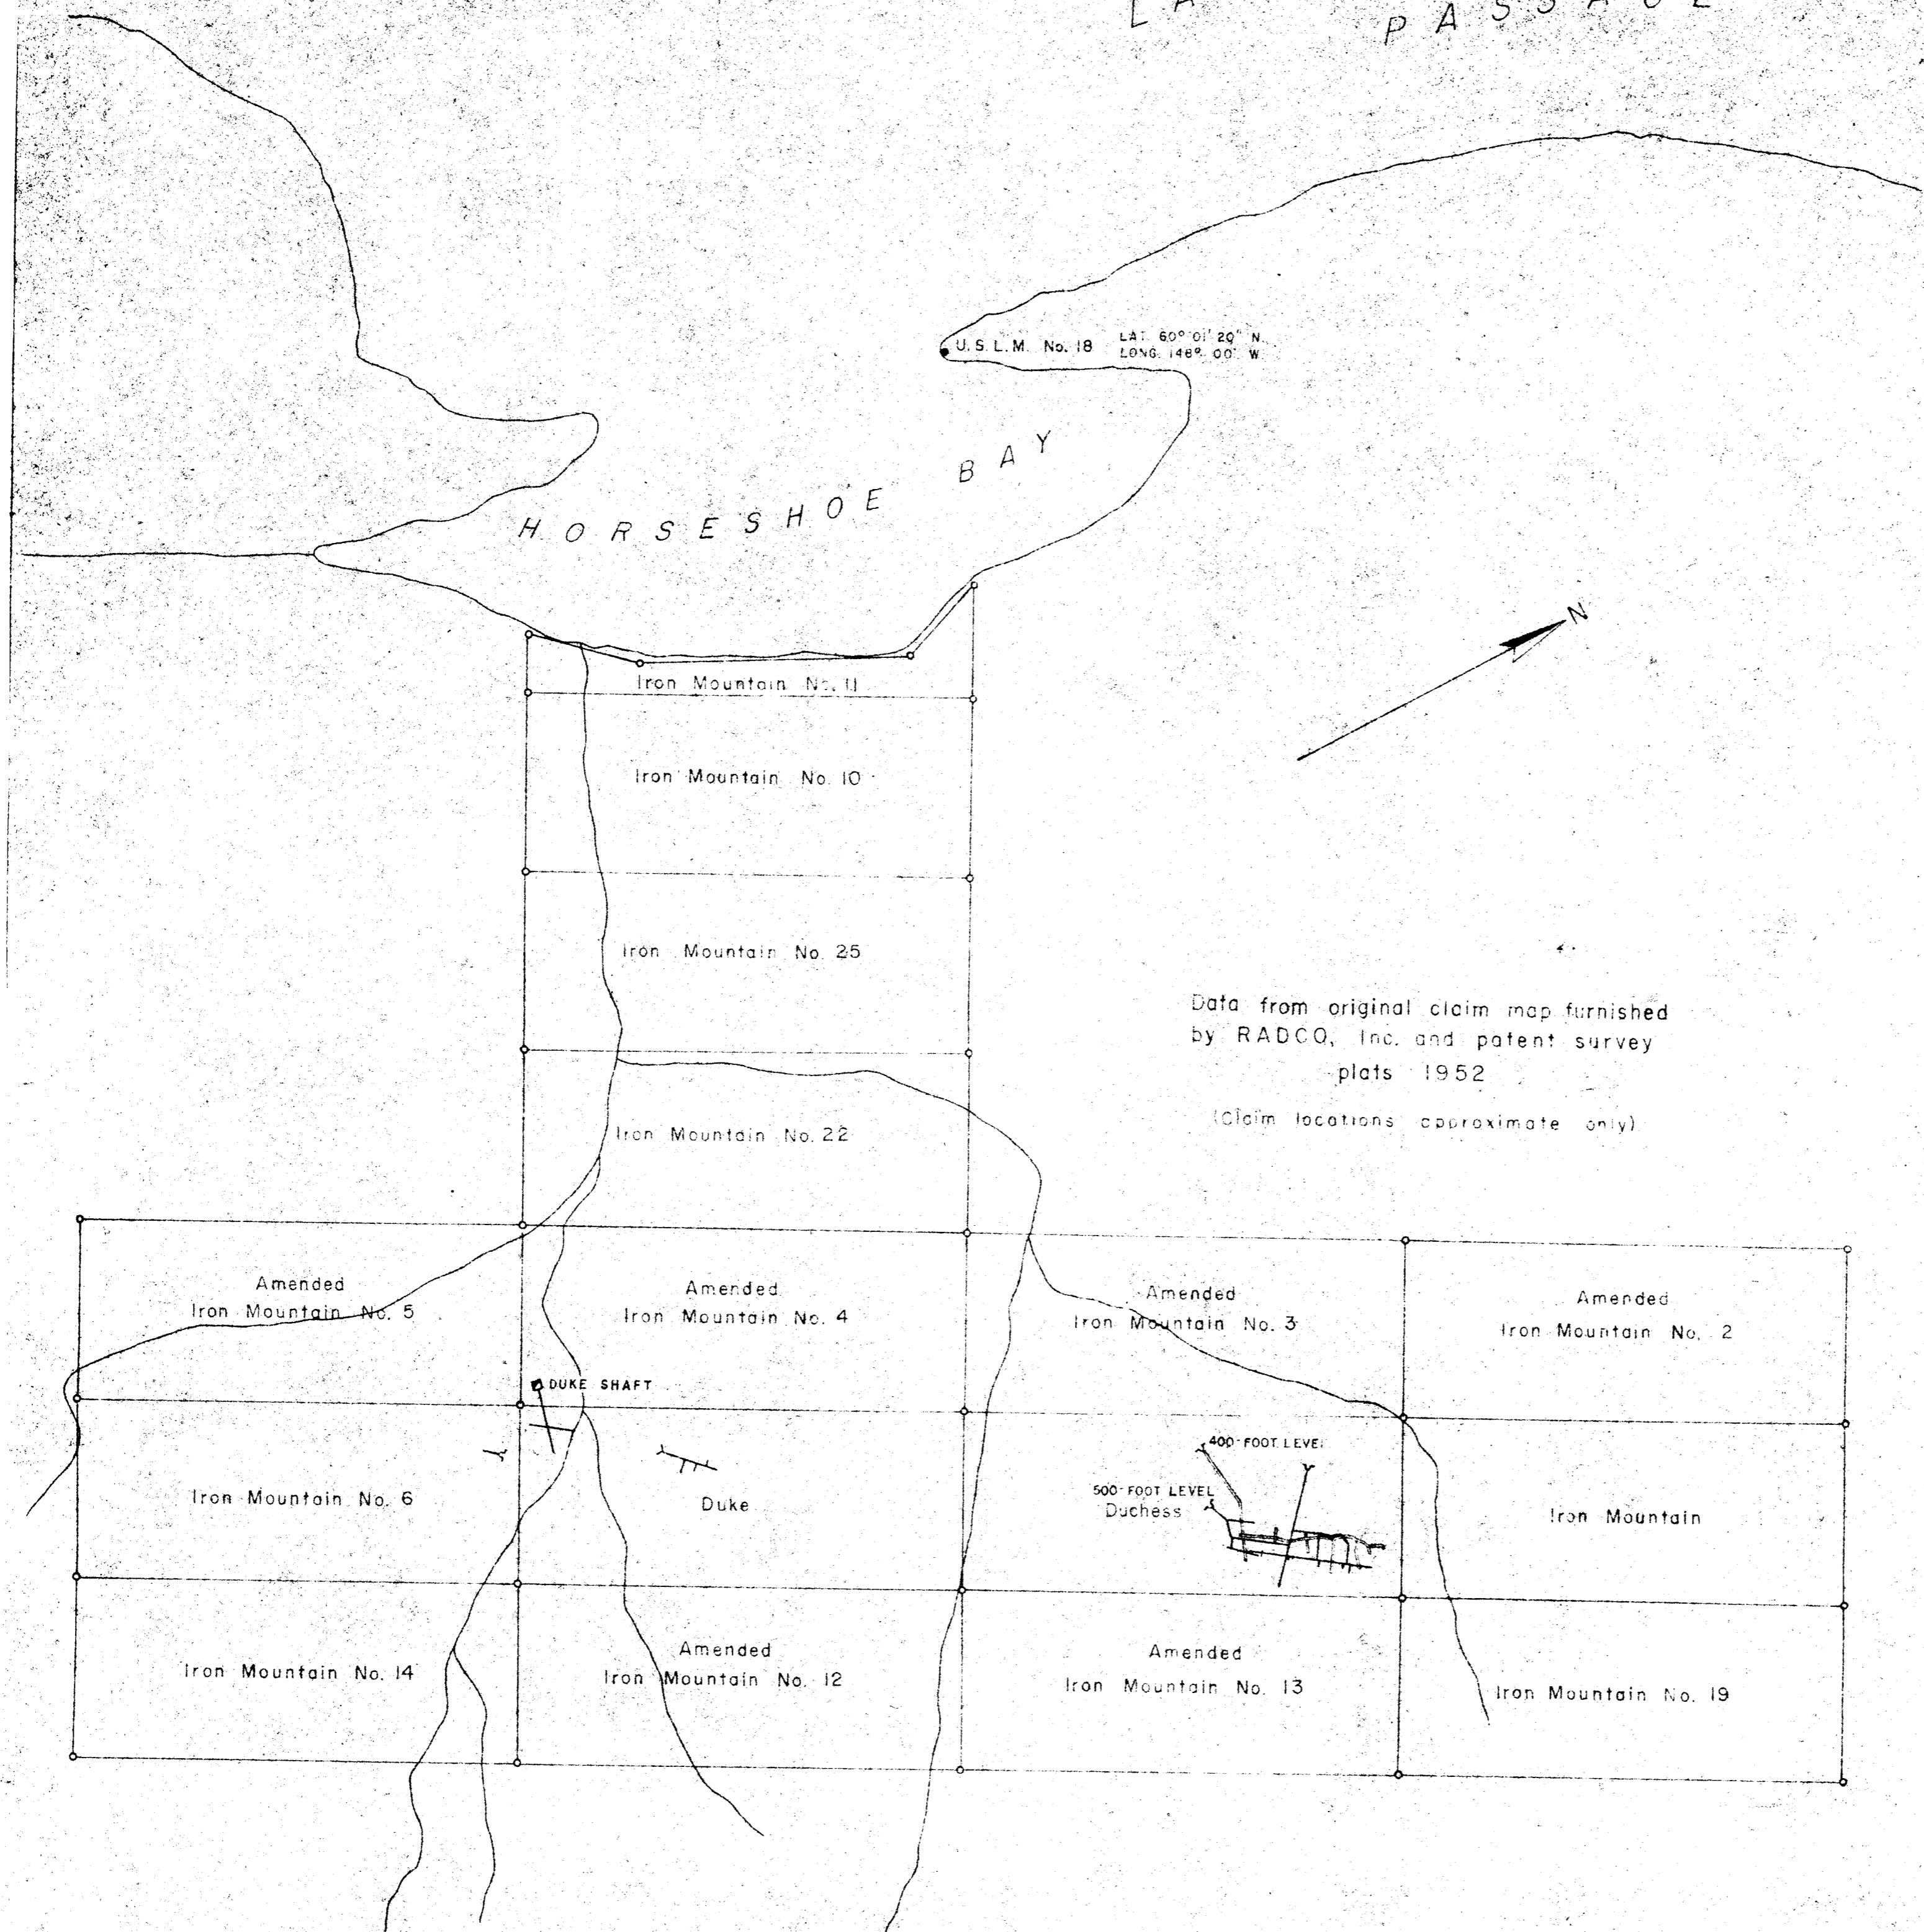 PASSAGE
U.S.L.M. No. 18
LAT. 60° 01' 20" N.
LONG. 148° 00' W.
HORSESHOE BAY
N
Iron Mountain No. 11
Iron Mountain No. 10
Iron Mountain No. 25
Data from original claim map furnished
by RADCO, Inc. and patent survey
plats 1952
(Claim locations approximate only)
Iron Mountain No. 22
Amended
Iron Mountain No. 5
Amended
Iron Mountain No. 4
Amended
Iron Mountain No. 3
Amended
Iron Mountain No. 2
DUKE SHAFT
400-FOOT LEVEL
500-FOOT LEVEL
Duchess
Iron Mountain No. 6
Duke
Iron Mountain
Iron Mountain No. 14
Amended
Iron Mountain No. 12
Amended
Iron Mountain No. 13
Iron Mountain No. 19